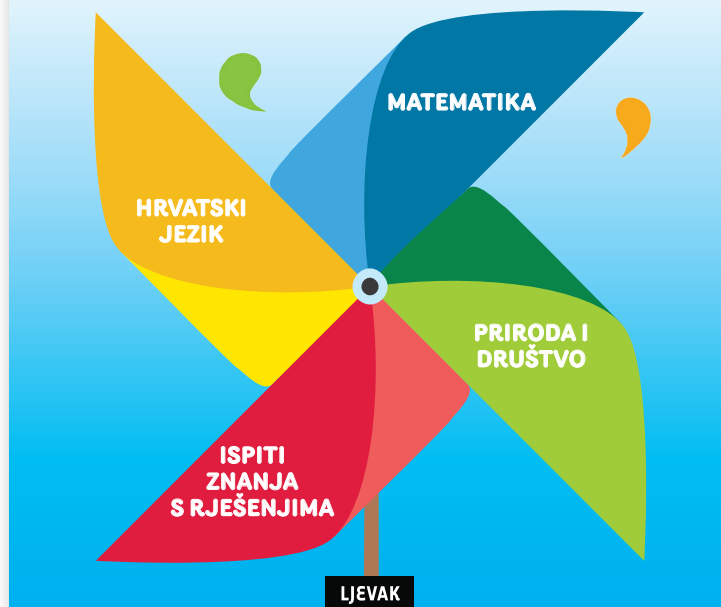 MATEMATIKA
HRVATSKI
JEZIK
PRIRODA I
DRUŠTVO
ISPITI
ZNANJA
S RJEŠENJIMA
LJEVAK